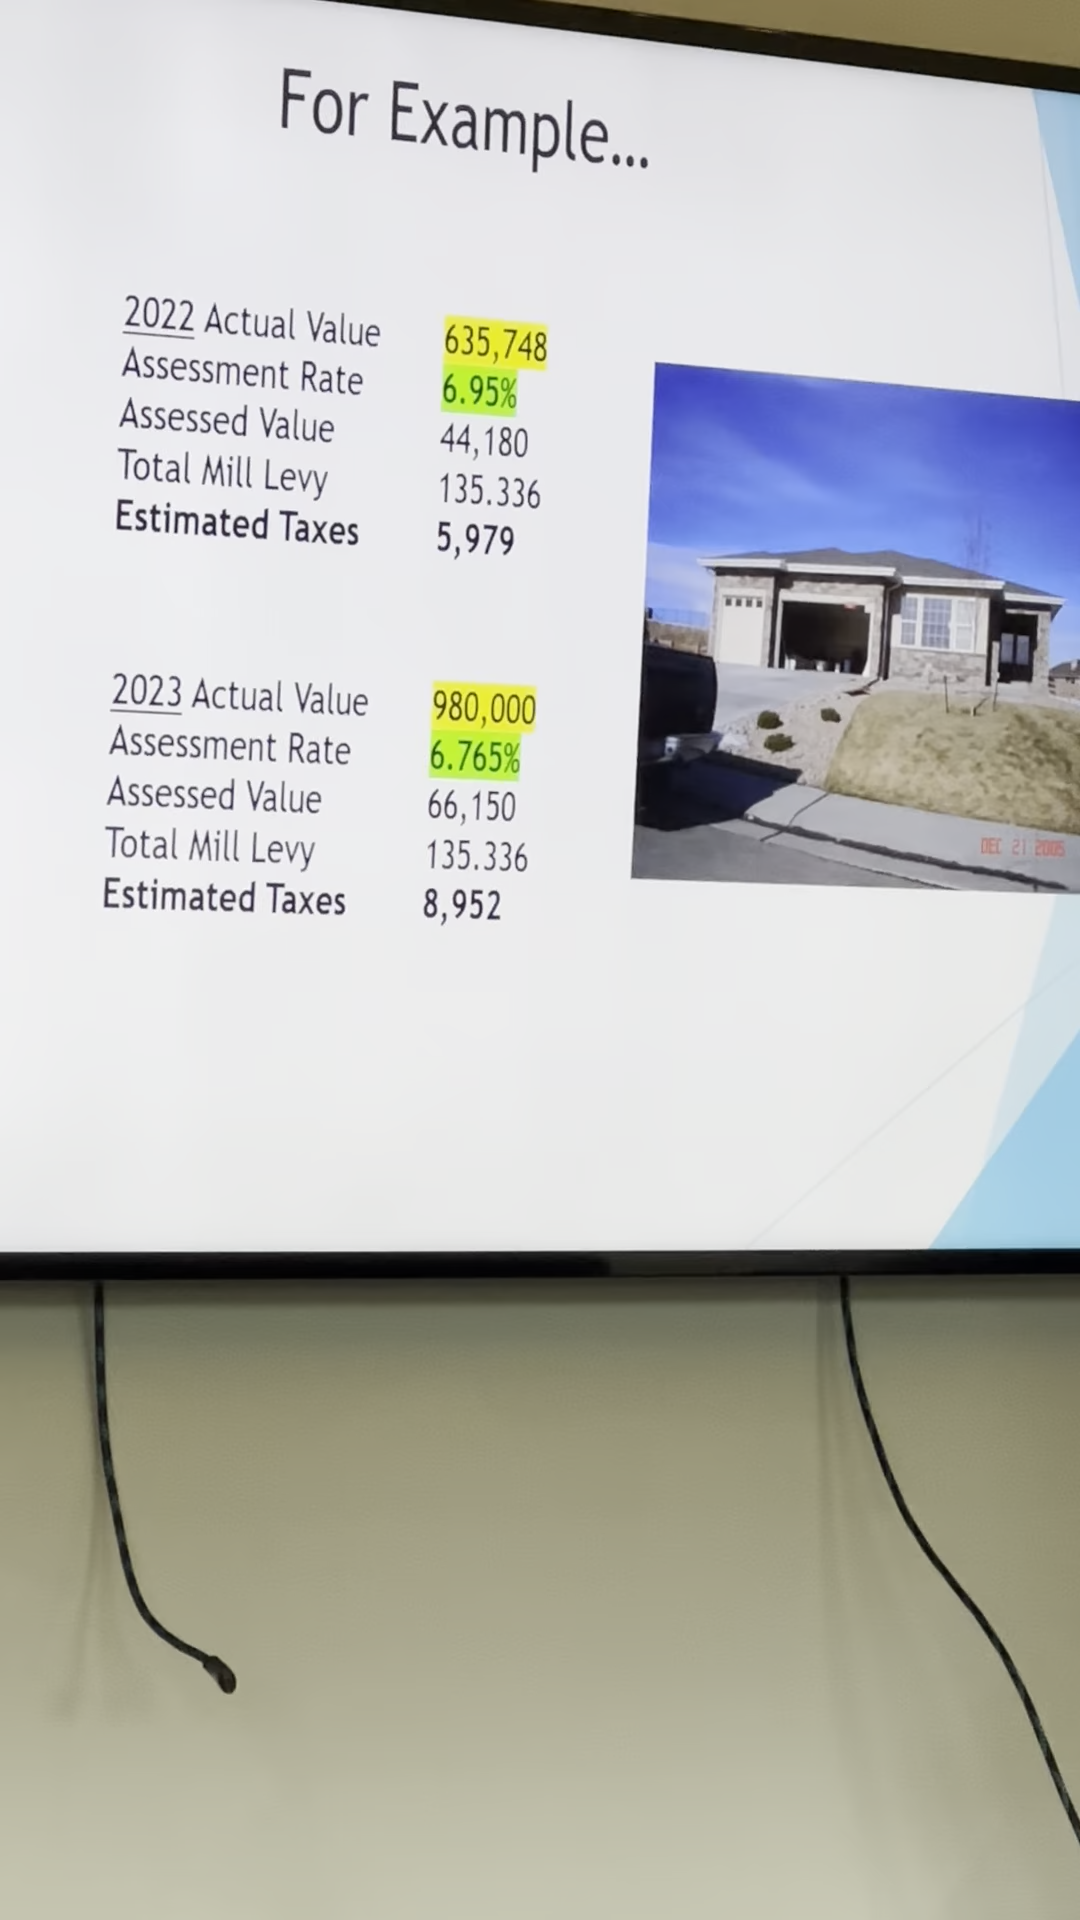 For Example...
2022 Actual Value 635,748
Assessment Rate 6.95%
Assessed Value 44,180
Total Mill Levy 135.336
Estimated Taxes 5,979
2023 Actual Value 980,000
Assessment Rate 6.765%
Assessed Value 66,150
Total Mill Levy 135.336
Estimated Taxes 8,952
DEC 21 2005